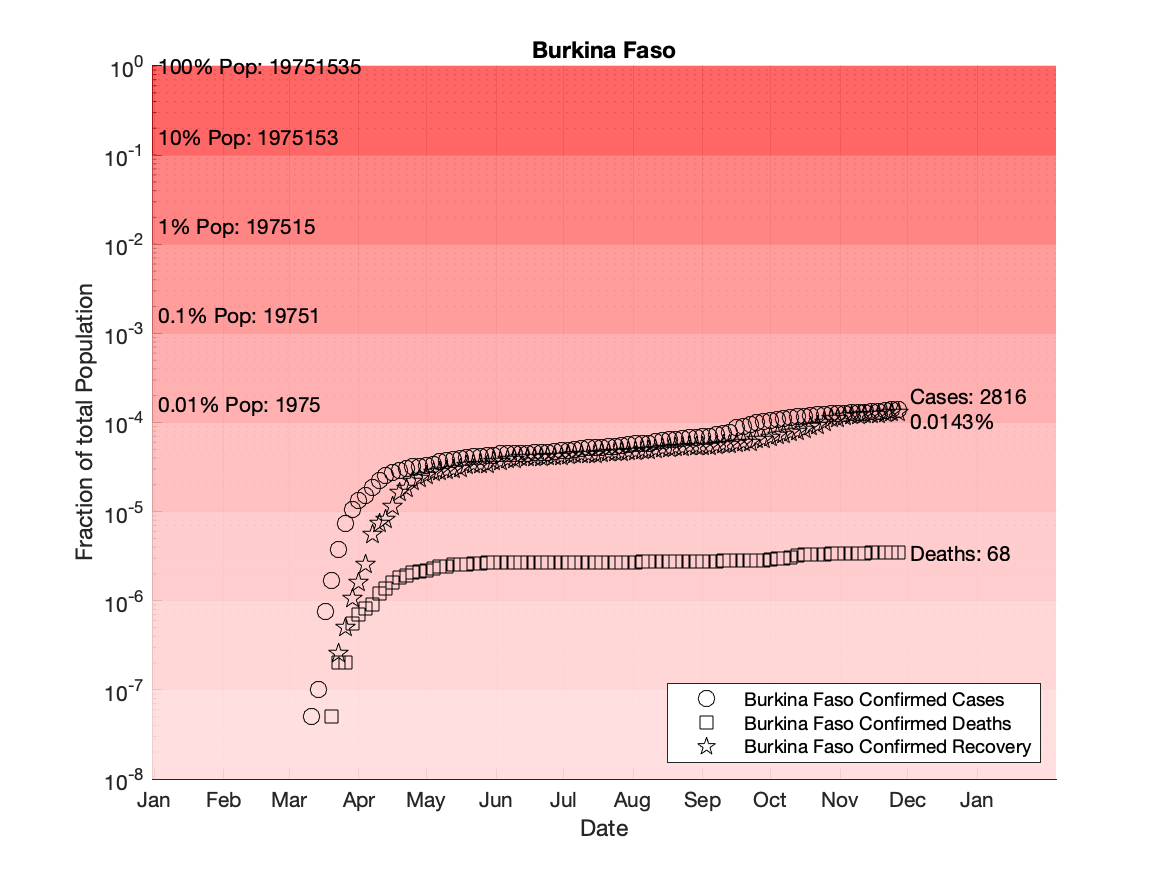 Burkina Faso
10^0
100% Pop: 19751535
10% Pop: 1975153
10^-1
1% Pop: 197515
10^-2
0.1% Pop: 19751
10^-3
0.01% Pop: 1975
10^-4
10^-5
10^-6
10^-7
10^-8
Fraction of total Population
Cases: 2816
0.0143%
Deaths: 68
Burkina Faso Confirmed Cases
Burkina Faso Confirmed Deaths
Burkina Faso Confirmed Recovery
Jan Feb Mar Apr May Jun Jul Aug Sep Oct Nov Dec Jan
Date